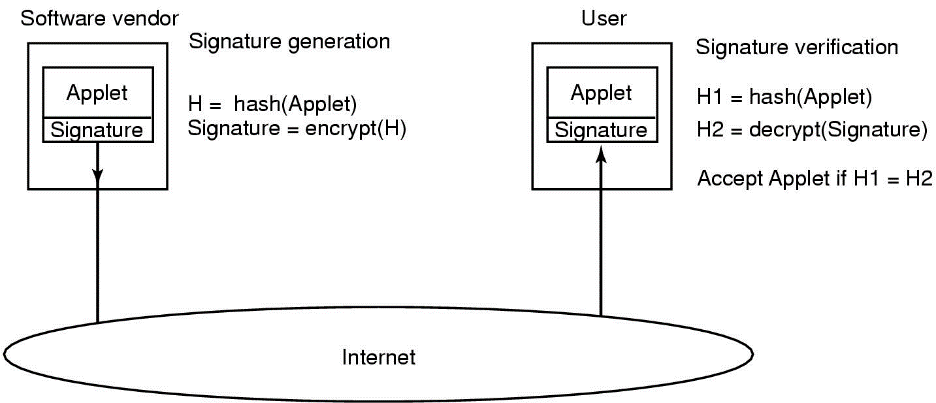 Software vendor
Signature generation
Applet
Signature
H = hash(Applet)
Signature = encrypt(H)
User
Signature verification
Applet
Signature
H1 = hash(Applet)
H2 = decrypt(Signature)
Accept Applet if H1 = H2
Internet